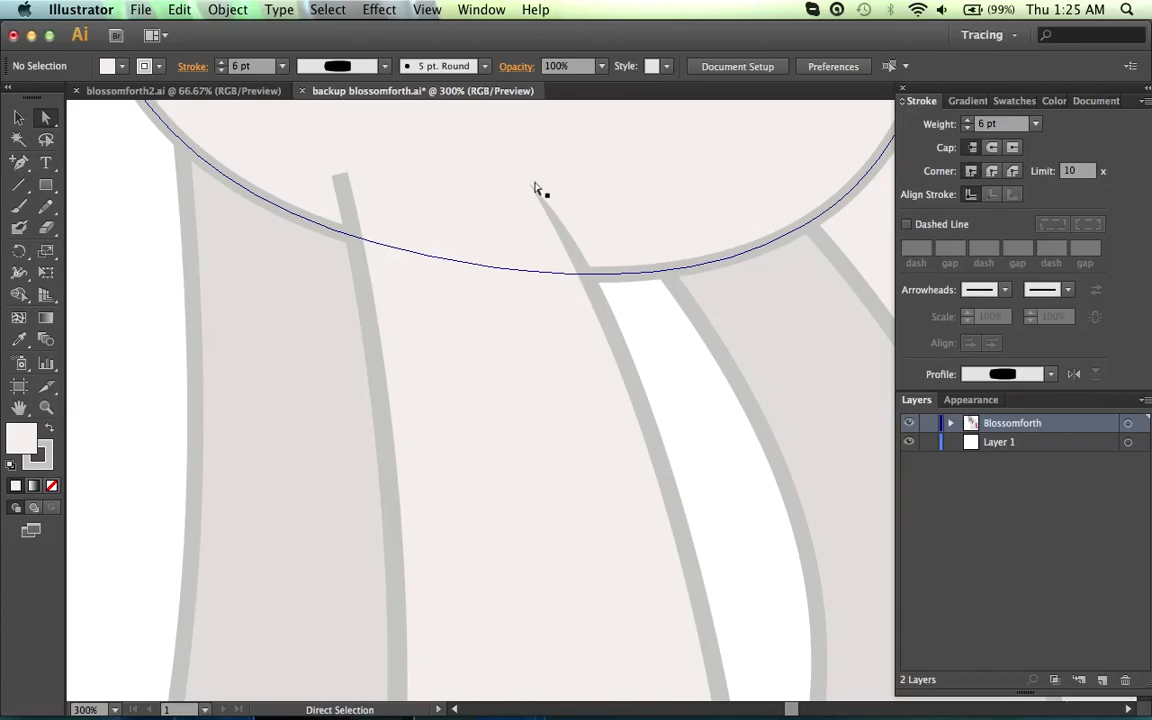 Illustrator File Edit Object Type Select Effect View Window Help (99%) Thu 1:25 AM
Ai Br Tracing
No Selection Stroke: 6 pt 5 pt. Round Opacity: 100% Style: Document Setup Preferences
blossomforth2.ai @ 66.67% (RGB/Preview) backup blossomforth.ai* @ 300% (RGB/Preview)
Stroke Gradient Swatches Color Document
Weight: 6 pt
Cap:
Corner: Limit: 10 x
Align Stroke:
Dashed Line
dash gap dash gap dash gap
Arrowheads:
Scale: 100% 100%
Align:
Profile:
Layers Appearance
Blossomforth
Layer 1
2 Layers
300% 1 Direct Selection